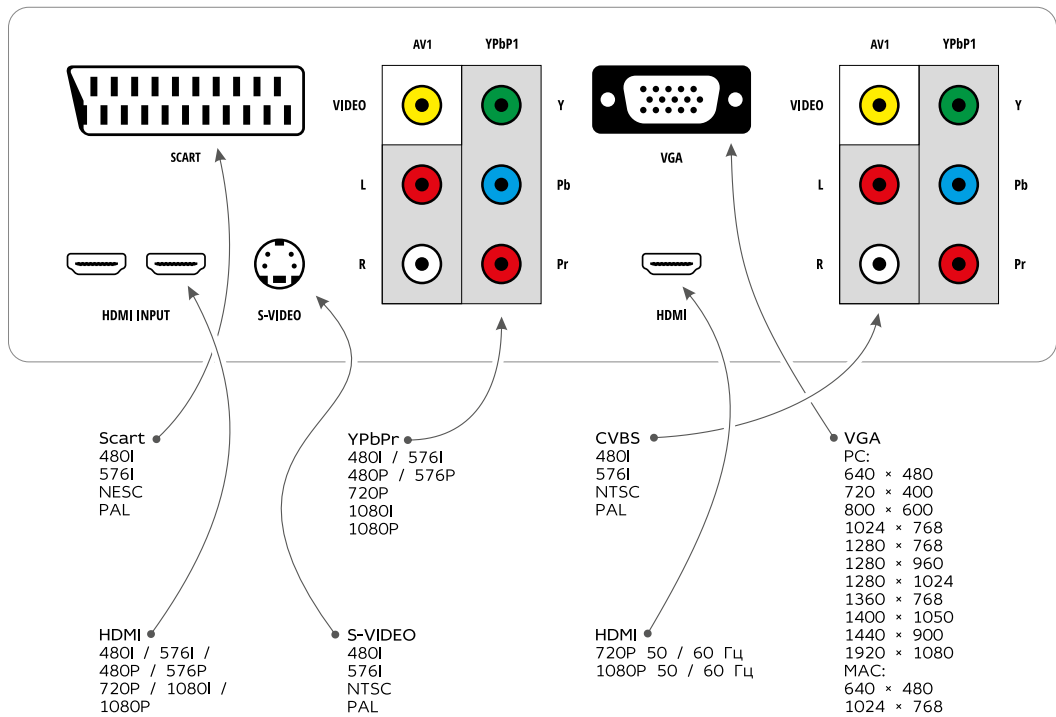 AV1 YPbP1 AV1 YPbP1
VIDEO Y VIDEO Y
SCART VGA
L Pb L Pb
R Pr R Pr
HDMI INPUT S-VIDEO HDMI
Scart
480I
576I
NESC
PAL
YPbPr
480I / 576I
480P / 576P
720P
1080I
1080P
CVBS
480I
576I
NTSC
PAL
VGA
PC:
640 × 480
720 × 400
800 × 600
1024 × 768
1280 × 768
1280 × 960
1280 × 1024
1360 × 768
1400 × 1050
1440 × 900
1920 × 1080
MAC:
640 × 480
1024 × 768
HDMI
480I / 576I /
480P / 576P
720P / 1080I /
1080P
S-VIDEO
480I
576I
NTSC
PAL
HDMI
720P 50 / 60 Гц
1080P 50 / 60 Гц